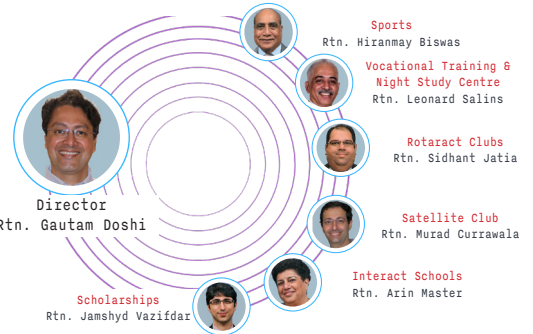 Sports
Rtn. Hiranmay Biswas
Vocational Training &
Night Study Centre
Rtn. Leonard Salins
Rotaract Clubs
Rtn. Sidhant Jatia
Director
Rtn. Gautam Doshi
Satellite Club
Rtn. Murad Currawala
Interact Schools
Rtn. Arin Master
Scholarships
Rtn. Jamshyd Vazifdar